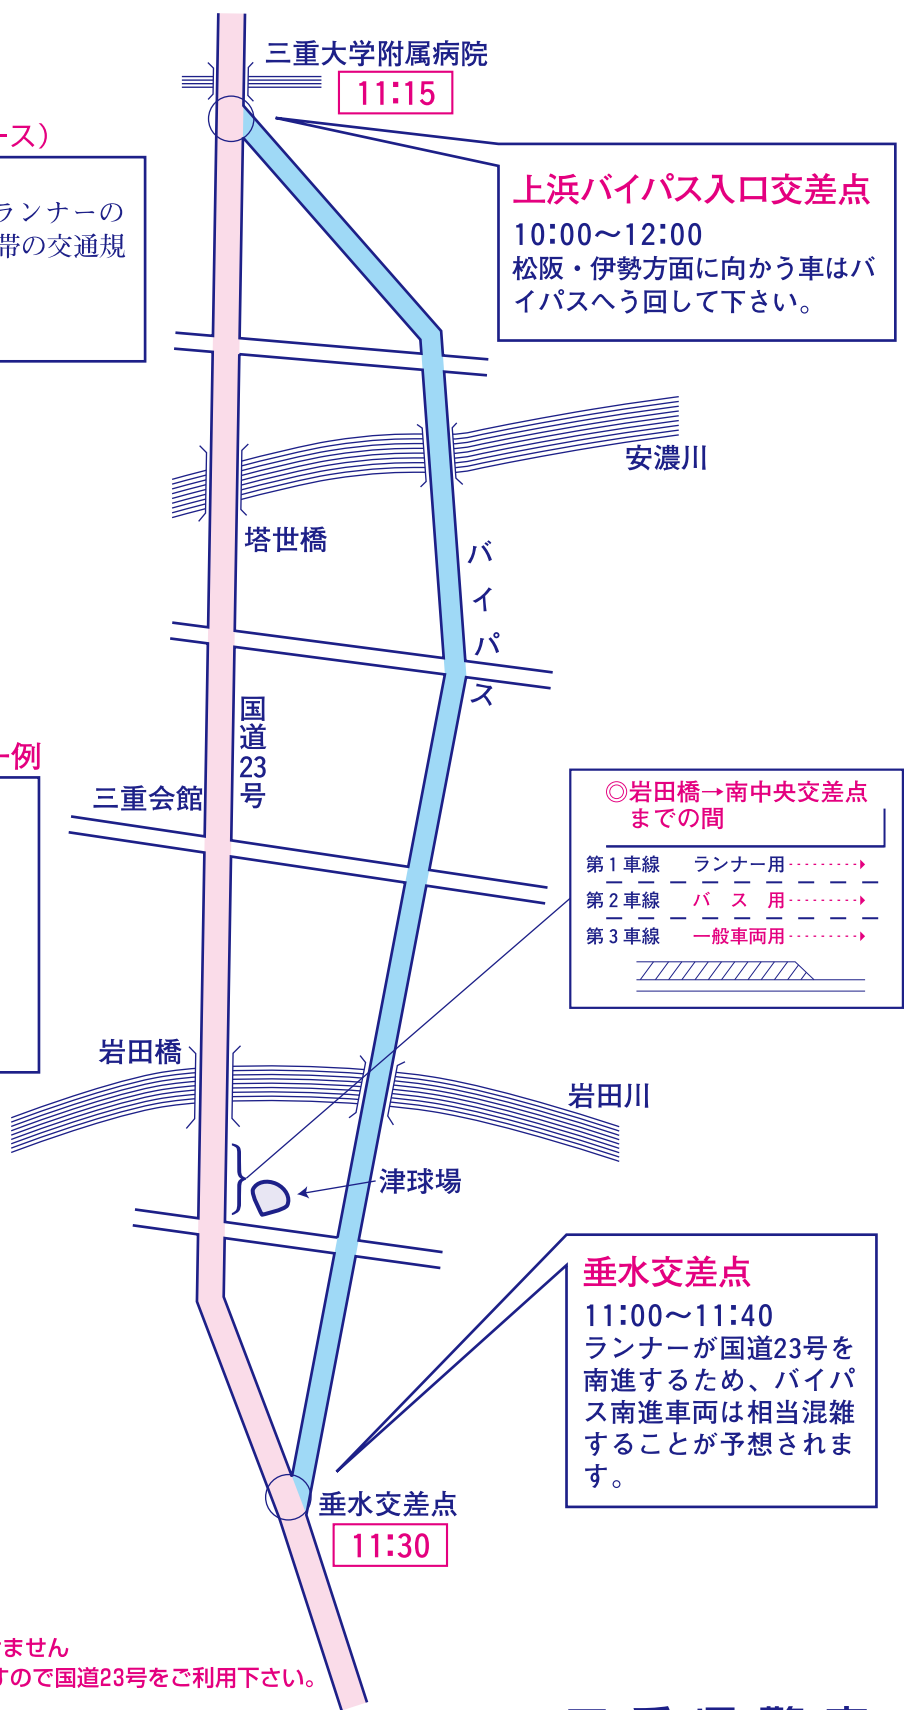 三重大学附属病院
11:15
ース）
ランナーの
帯の交通規
上浜バイパス入口交差点
10:00〜12:00
松阪・伊勢方面に向かう車はバ
イパスへう回して下さい。
安濃川
塔世橋
バイパス
国道23号
一例
三重会館
◎岩田橋→南中央交差点
までの間
第1車線 ランナー用
第2車線 バス用
第3車線 一般車両用
岩田橋
岩田川
津球場
垂水交差点
11:00〜11:40
ランナーが国道23号を
南進するため、バイパ
ス南進車両は相当混雑
することが予想されま
す。
垂水交差点
11:30
ません
すので国道23号をご利用下さい。